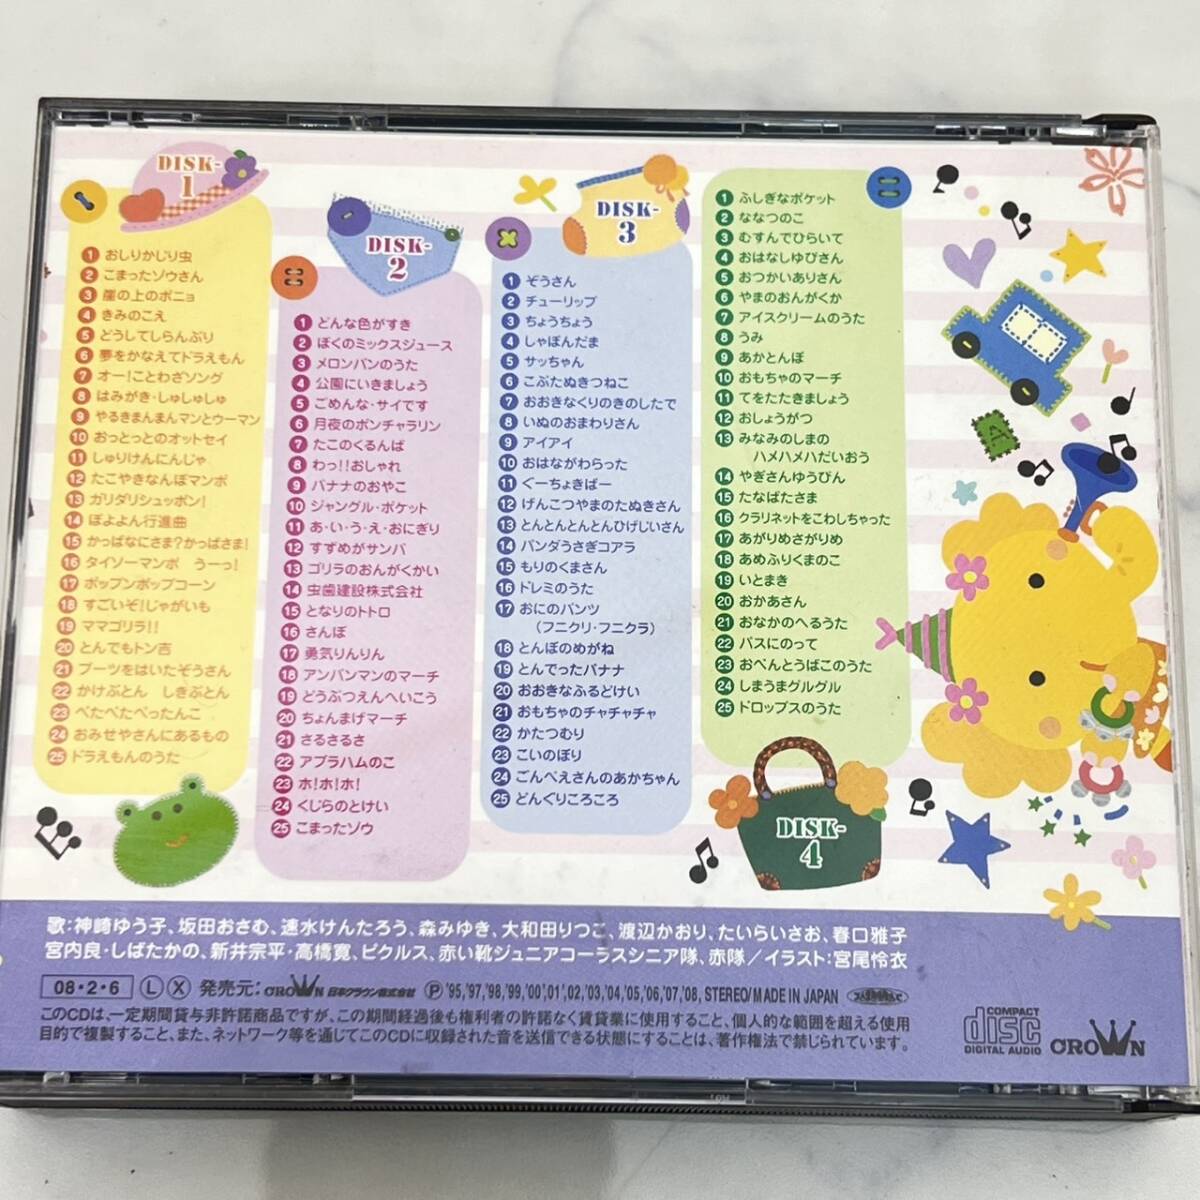 DISK-
1
1 おしりかじり虫
2 こまったゾウさん
3 崖の上のポニョ
4 きみのこえ
5 どうしてしらんぷり
6 夢をかなえてドラえもん
7 オー!ことわざソング
8 はみがき・しゅしゅしゅ
9 やるきまんまんマンとウーマン
10 おっとっとのオットセイ
11 しゅりけんにんじゃ
12 たこやきなんぼマンボ
13 ガリダリシュッポン!
14 ぽよよん行進曲
15 かっぱなにさま?かっぱさま!
16 タイソーマンボ うーっ!
17 ポップンポップコーン
18 すごいぞ!じゃがいも
19 ママゴリラ!!
20 とんでもトン吉
21 ブーツをはいたぞうさん
22 かけぶとん しきぶとん
23 ぺたぺたぺったんこ
24 おみせやさんにあるもの
25 ドラえもんのうた
DISK-
2
1 どんな色がすき
2 ぼくのミックスジュース
3 メロンパンのうた
4 公園にいきましょう
5 ごめんな・サイです
6 月夜のポンチャラリン
7 たこのくるんぱ
8 わっ!!おしゃれ
9 バナナのおやこ
10 ジャングル・ポケット
11 あ・い・う・え・おにぎり
12 すずめがサンバ
13 ゴリラのおんがくかい
14 虫歯建設株式会社
15 となりのトトロ
16 さんぽ
17 勇気りんりん
18 アンパンマンのマーチ
19 どうぶつえんへいこう
20 ちょんまげマーチ
21 さるさるさ
22 アブラハムのこ
23 ホ!ホ!ホ!
24 くじらのとけい
25 こまったゾウ
DISK-
3
1 ぞうさん
2 チューリップ
3 ちょうちょう
4 しゃぼんだま
5 サッちゃん
6 こぶたぬきつねこ
7 おおきなくりのきのしたで
8 いぬのおまわりさん
9 アイアイ
10 おはながわらった
11 ぐーちょきぱー
12 げんこつやまのたぬきさん
13 とんとんとんとんひげじいさん
14 パンダうさぎコアラ
15 もりのくまさん
16 ドレミのうた
17 おにのパンツ
(フニクリ・フニクラ)
18 とんぼのめがね
19 とんでったバナナ
20 おおきなふるどけい
21 おもちゃのチャチャチャ
22 かたつむり
23 こいのぼり
24 ごんべえさんのあかちゃん
25 どんぐりころころ
1 ふしぎなポケット
2 ななつのこ
3 むすんでひらいて
4 おはなしゆびさん
5 おつかいありさん
6 やまのおんがくか
7 アイスクリームのうた
8 うみ
9 あかとんぼ
10 おもちゃのマーチ
11 てをたたきましょう
12 おしょうがつ
13 みなみのしまの
ハメハメハだいおう
14 やぎさんゆうびん
15 たなばたさま
16 クラリネットをこわしちゃった
17 あがりめさがりめ
18 あめふりくまのこ
19 いとまき
20 おかあさん
21 おなかのへるうた
22 バスにのって
23 おべんとうばこのうた
24 しまうまグルグル
25 ドロップスのうた
DISK-
4
A
歌:神崎ゆう子、坂田おさむ、速水けんたろう、森みゆき、大和田りつこ、渡辺かおり、たいらいさお、春口雅子
宮内良・しばたかの、新井宗平・高橋寛、ピクルス、赤い靴ジュニアコーラスシニア隊、赤隊/イラスト:宮尾怜衣
08・2・6 Ⓛ Ⓧ 発売元: CROWN 日本クラウン株式会社 Ⓟ '95,'97,'98,'99,'00,'01,'02,'03,'04,'05,'06,'07,'08, STEREO/MADE IN JAPAN
このCDは、一定期間貸与非許諾商品ですが、この期間経過後も権利者の許諾なく賃貸業に使用すること、個人的な範囲を超える使用
目的で複製すること、また、ネットワーク等を通じてこのCDに収録された音を送信できる状態にすることは、著作権法で禁じられています。
COMPACT
disc
DIGITAL AUDIO
CROWN